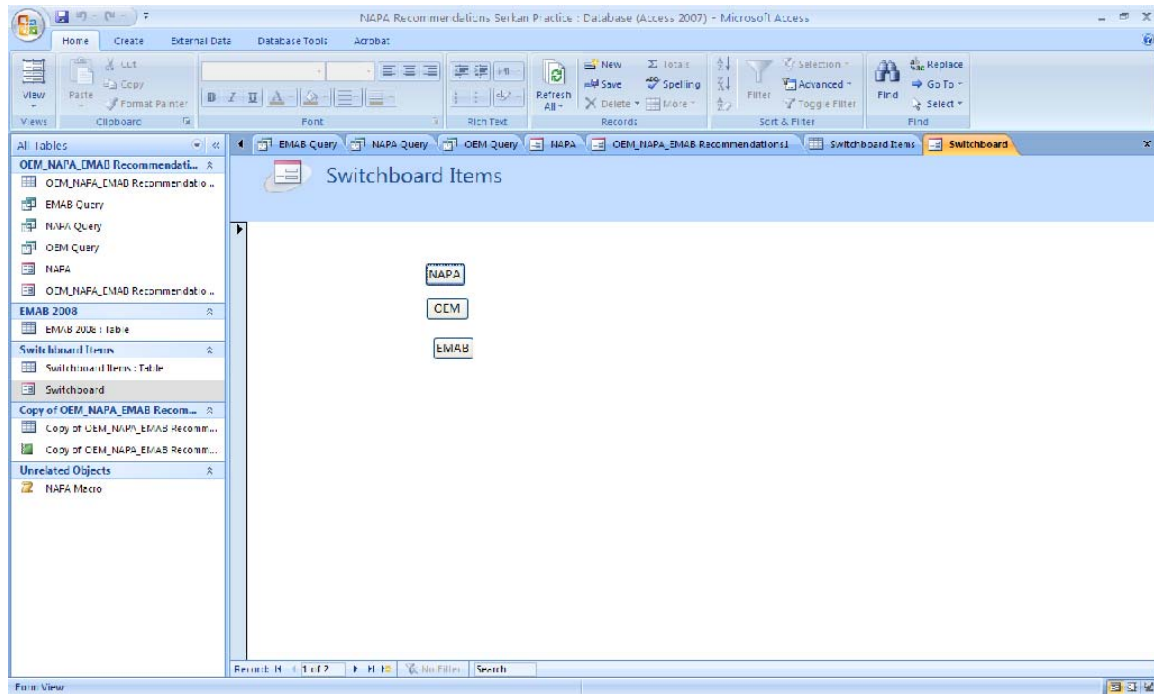 NAPA Recommendations Serkan Practice : Database (Access 2007) - Microsoft Access
Home Create External Data Database Tools Acrobat
View
Paste
Cut
Copy
Format Painter
B I U
Refresh All
New
Save
Delete
Totals
Spelling
More
Filter
Selection
Advanced
Toggle Filter
Find
Replace
Go To
Select
Views Clipboard Font Rich Text Records Sort & Filter Find
All Tables
EMAB Query NAPA Query OEM Query NAPA OEM_NAPA_EMAB Recommendations1 Switchboard Items Switchboard
OEM_NAPA_EMAB Recommendati...
OEM_NAPA_EMAB Recommendatio...
EMAB Query
NAPA Query
OEM Query
NAPA
OEM_NAPA_EMAB Recommendatio...
EMAB 2008
EMAB 2008 : Table
Switchboard Items
Switchboard Items : Table
Switchboard
Copy of OEM_NAPA_EMAB Recom...
Copy of OEM_NAPA_EMAB Recomm...
Copy of OEM_NAPA_EMAB Recomm...
Unrelated Objects
NAPA Macro
Switchboard Items
NAPA
OEM
EMAB
Record: 1 of 2 No Filter Search
Form View